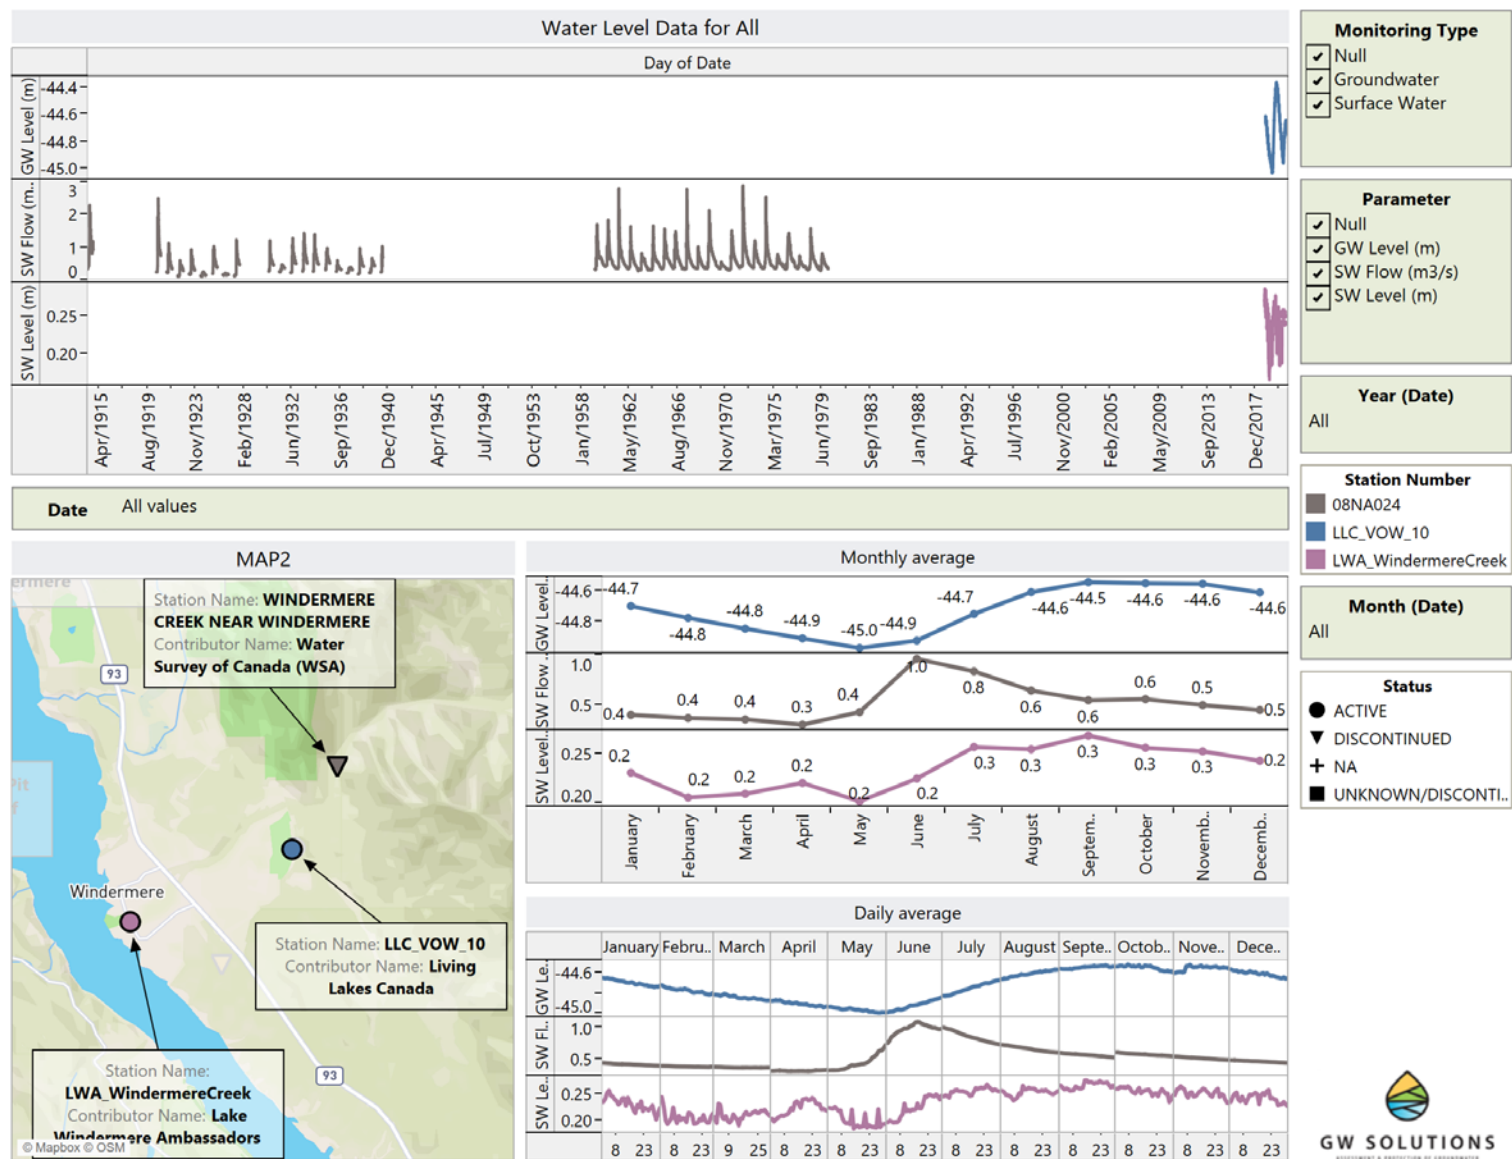 Water Level Data for All
Day of Date
GW Level (m)
-44.4
-44.6
-44.8
-45.0
SW Flow (m..
3
2
1
0
SW Level (m)
0.25
0.20
Apr/1915
Aug/1919
Nov/1923
Feb/1928
Jun/1932
Sep/1936
Dec/1940
Apr/1945
Jul/1949
Oct/1953
Jan/1958
May/1962
Aug/1966
Nov/1970
Mar/1975
Jun/1979
Sep/1983
Jan/1988
Apr/1992
Jul/1996
Nov/2000
Feb/2005
May/2009
Sep/2013
Dec/2017
Monitoring Type
Null
Groundwater
Surface Water
Parameter
Null
GW Level (m)
SW Flow (m3/s)
SW Level (m)
Year (Date)
All
Station Number
08NA024
LLC_VOW_10
LWA_WindermereCreek
Month (Date)
All
Status
ACTIVE
DISCONTINUED
NA
UNKNOWN/DISCONTI..
Date All values
MAP2
ermere
Station Name: WINDERMERE
CREEK NEAR WINDERMERE
Contributor Name: Water
Survey of Canada (WSA)
93
Pit
f
Windermere
Station Name: LLC_VOW_10
Contributor Name: Living
Lakes Canada
93
Station Name:
LWA_WindermereCreek
Contributor Name: Lake
Windermere Ambassadors
© Mapbox © OSM
Monthly average
GW Level..
-44.6
-44.8
-44.7
-44.8
-44.8
-44.9
-45.0
-44.9
-44.7
-44.6
-44.5
-44.6
-44.6
-44.6
SW Flow ..
1.0
0.5
0.4
0.4
0.4
0.3
0.4
1.0
0.8
0.6
0.6
0.6
0.5
0.5
SW Level..
0.25
0.20
0.2
0.2
0.2
0.2
0.2
0.2
0.3
0.3
0.3
0.3
0.3
0.2
January
February
March
April
May
June
July
August
Septem..
October
Novemb..
Decemb..
Daily average
January Febru.. March April May June July August Septe.. Octob.. Nove.. Dece..
GW Le..
-44.6
-45.0
SW Fl..
1.0
0.5
SW Le..
0.25
0.20
8 23 8 23 9 25 8 23 8 23 8 23 8 23 8 23 8 23 8 23 8 23 8 23
GW SOLUTIONS